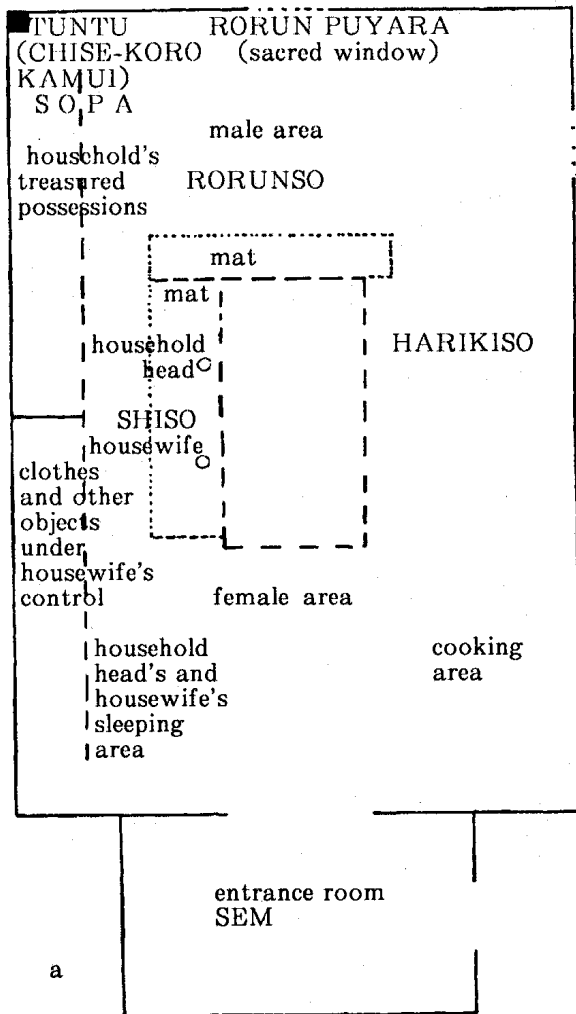 TUNTU
(CHISE-KORO
KAMUI)
RORUN PUYARA
(sacred window)
SOPA
male area
household's
treasured
possessions
RORUNSO
mat
mat
household
head
HARIKISO
SHISO
housewife
clothes
and other
objects
under
housewife's
control
female area
household
head's and
housewife's
sleeping
area
cooking
area
entrance room
SEM
a